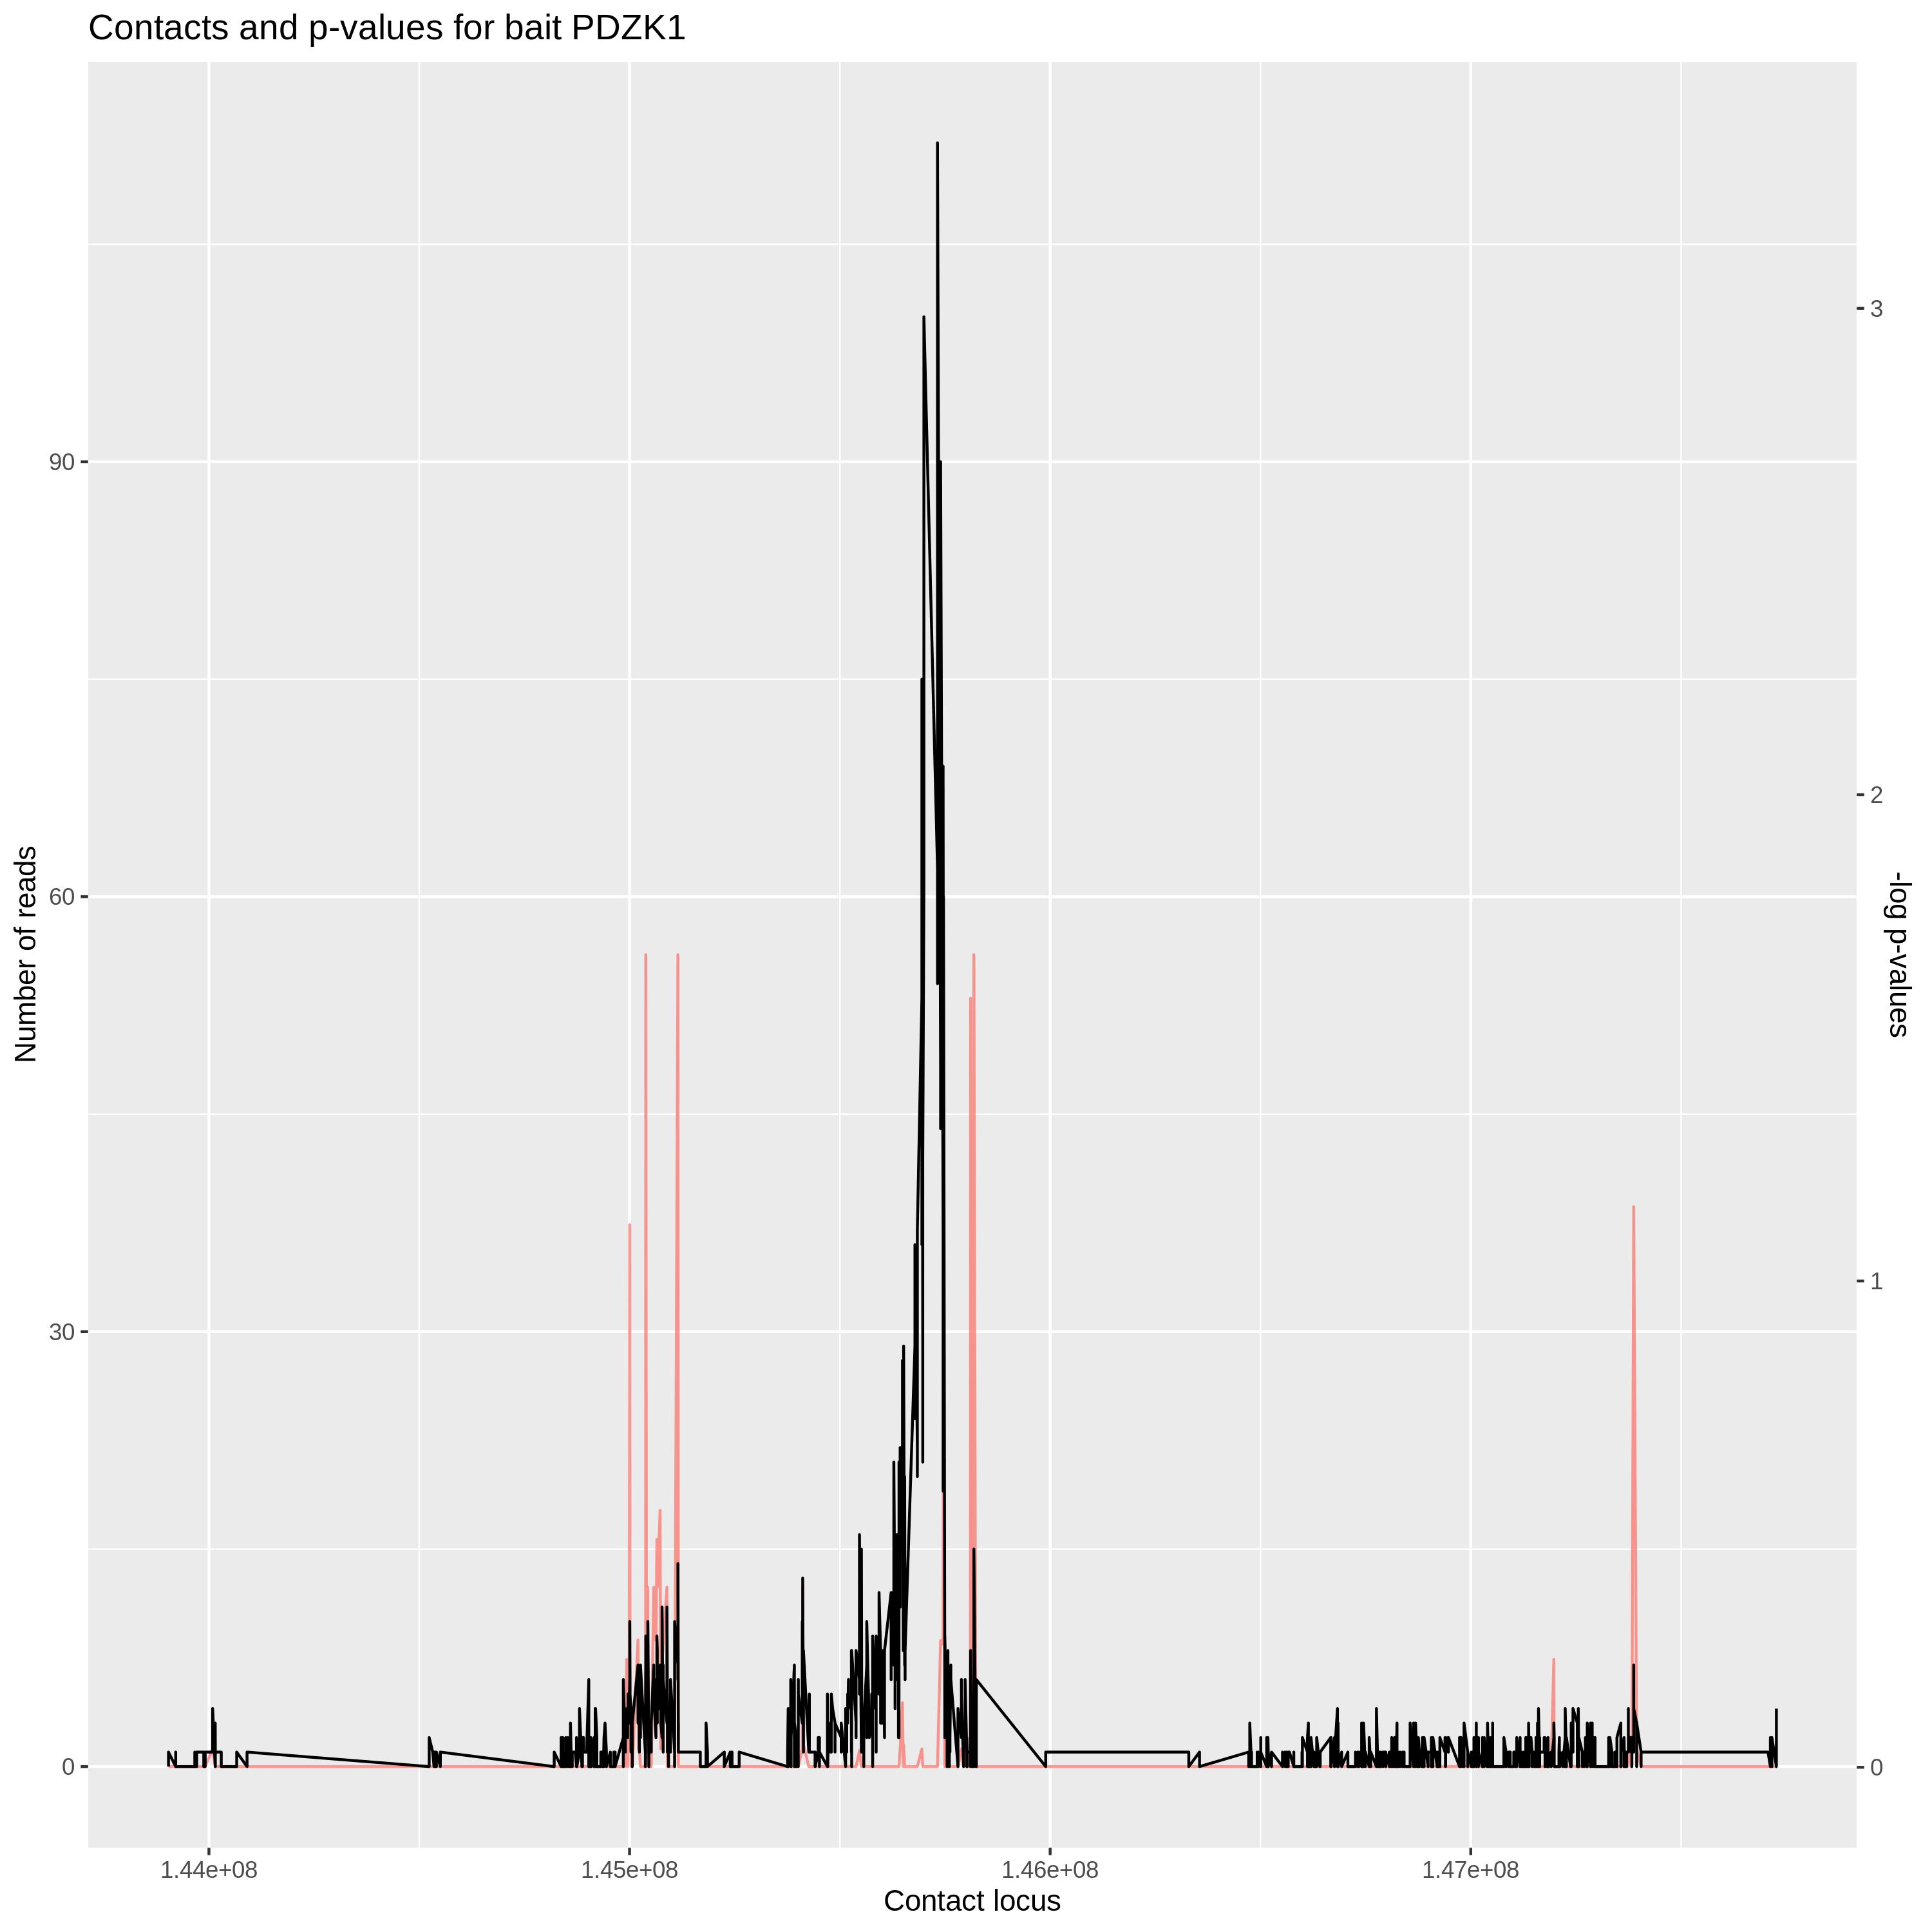 Contacts and p-values for bait PDZK1
Number of reads
90
60
30
0
3
2
1
0
-log p-values
1.44e+08
1.45e+08
1.46e+08
1.47e+08
Contact locus